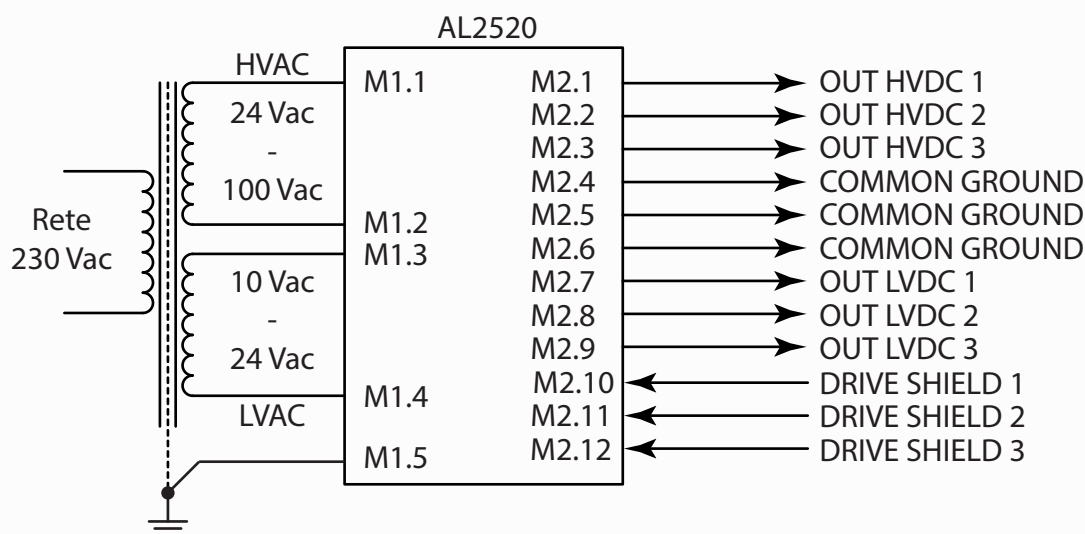 AL2520
HVAC
24 Vac
-
100 Vac
Rete
230 Vac
10 Vac
-
24 Vac
LVAC
M1.1
M1.2
M1.3
M1.4
M1.5
M2.1 OUT HVDC 1
M2.2 OUT HVDC 2
M2.3 OUT HVDC 3
M2.4 COMMON GROUND
M2.5 COMMON GROUND
M2.6 COMMON GROUND
M2.7 OUT LVDC 1
M2.8 OUT LVDC 2
M2.9 OUT LVDC 3
M2.10 DRIVE SHIELD 1
M2.11 DRIVE SHIELD 2
M2.12 DRIVE SHIELD 3